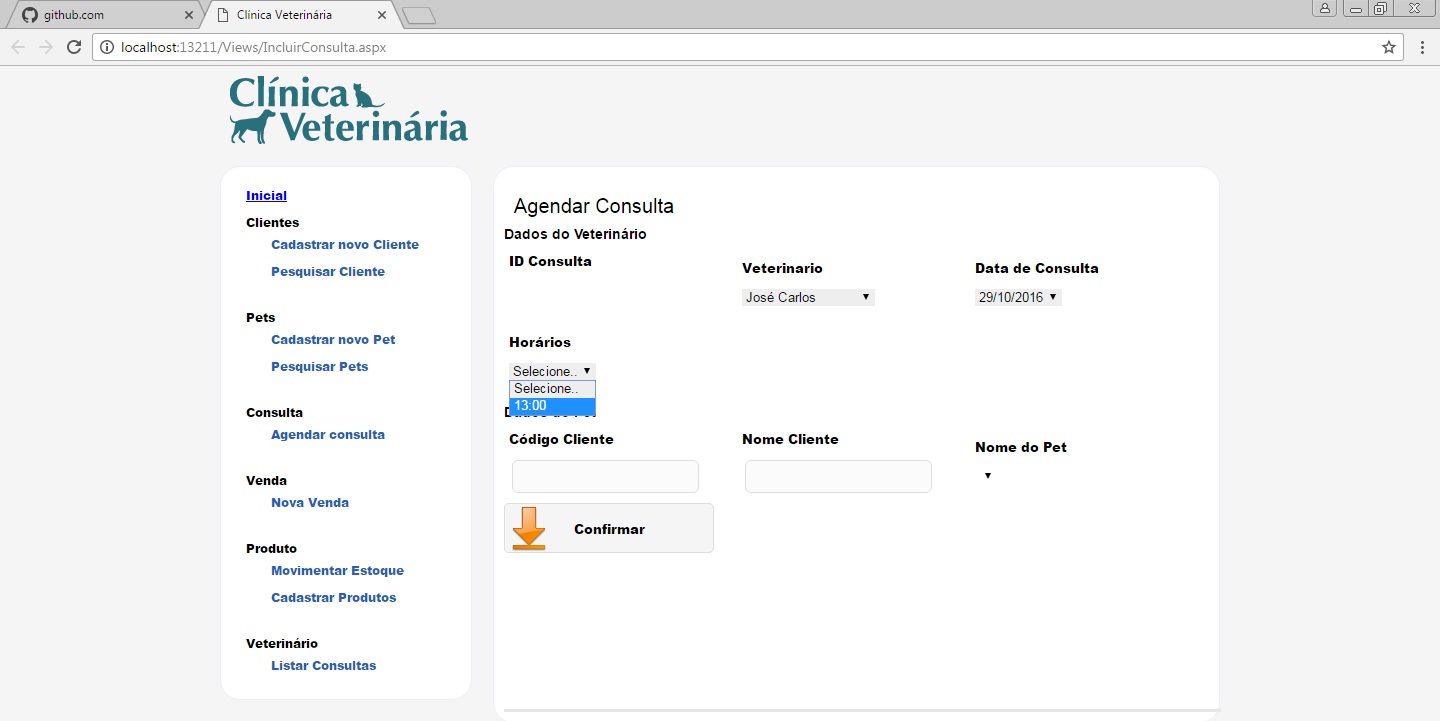 github.com
Clínica Veterinária
localhost:13211/Views/IncluirConsulta.aspx
Clínica
Veterinária
Inicial
Clientes
Cadastrar novo Cliente
Pesquisar Cliente
Pets
Cadastrar novo Pet
Pesquisar Pets
Consulta
Agendar consulta
Venda
Nova Venda
Produto
Movimentar Estoque
Cadastrar Produtos
Veterinário
Listar Consultas
Agendar Consulta
Dados do Veterinário
ID Consulta
Veterinario
Data de Consulta
José Carlos
29/10/2016
Horários
Selecione..
Selecione..
13:00
Código Cliente
Nome Cliente
Nome do Pet
Confirmar